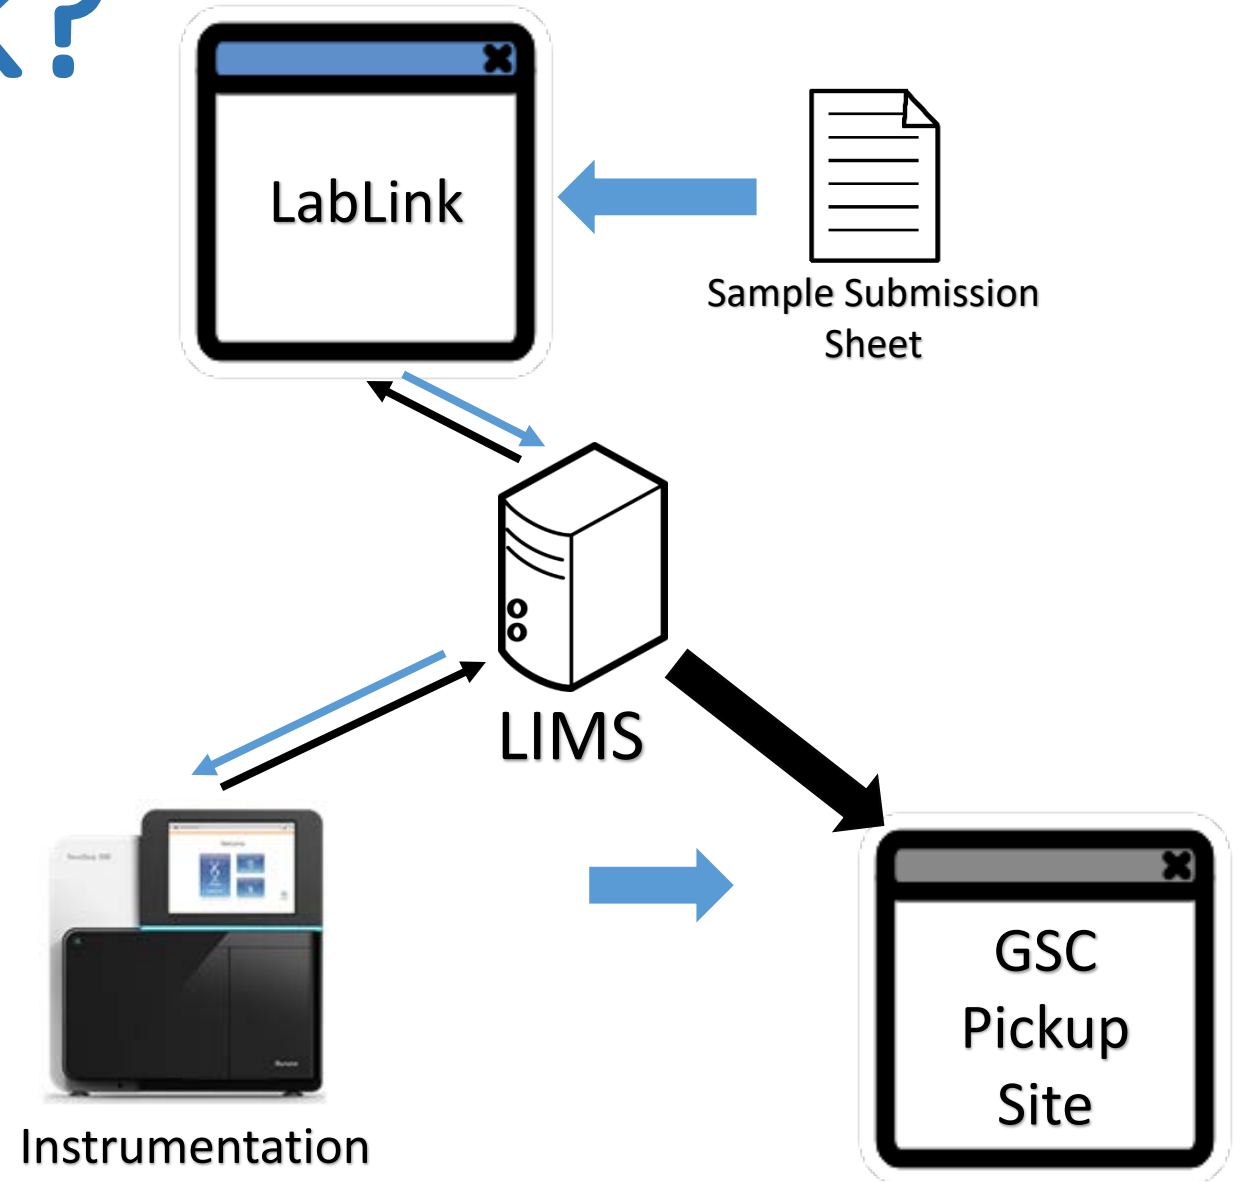 ?
LabLink
Sample Submission
Sheet
LIMS
GSC
Pickup
Site
Instrumentation